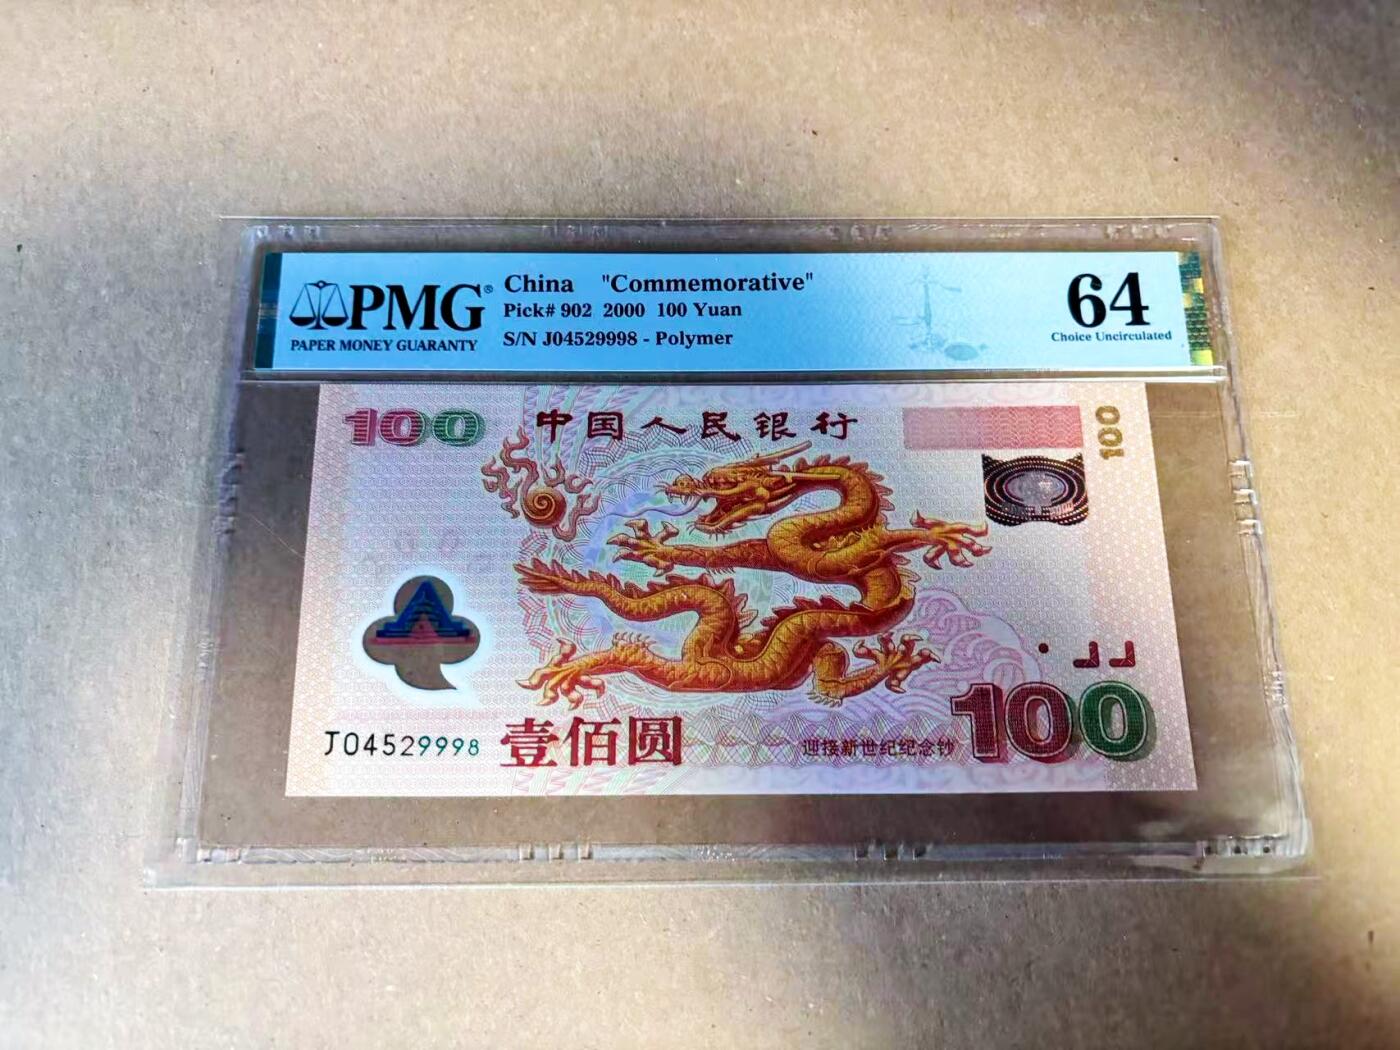 PMG®
PAPER MONEY GUARANTY
China "Commemorative"
Pick# 902 2000 100 Yuan
S/N J04529998 - Polymer
64
Choice Uncirculated
100
中国人民银行
100
J04529998
壹佰圆
迎接新世纪纪念钞
100